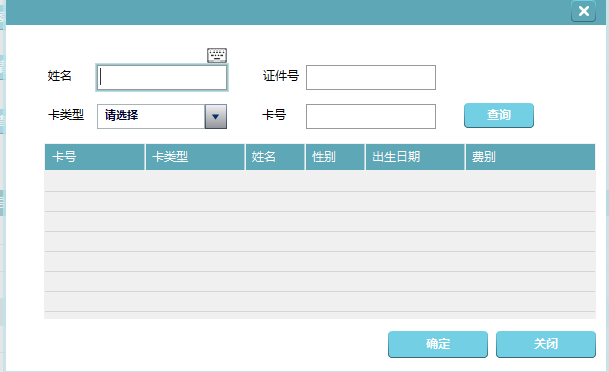 姓名 证件号
卡类型 请选择 卡号 查询
卡号 卡类型 姓名 性别 出生日期 费别
确定 关闭